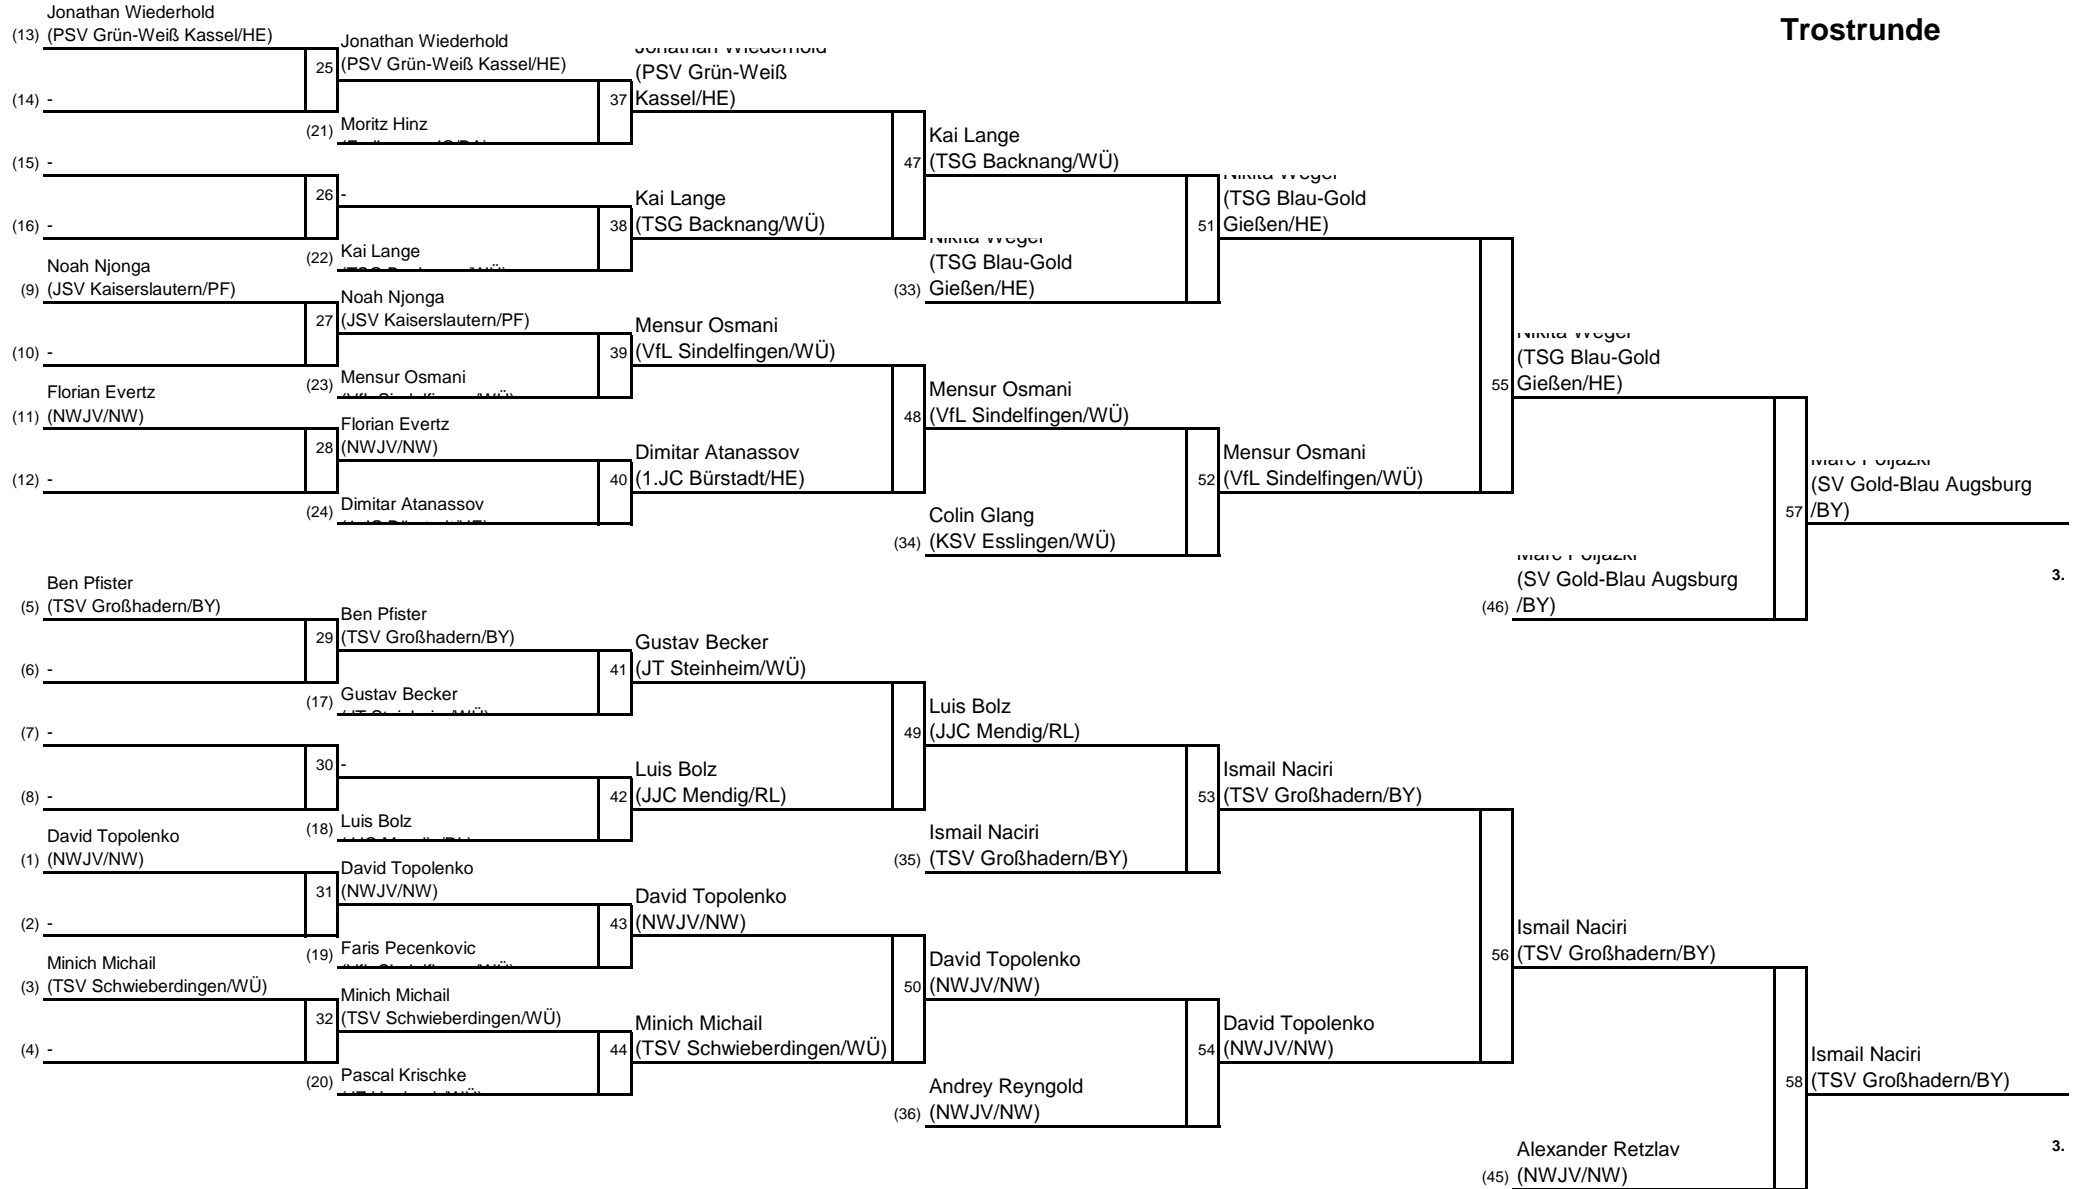 Trostrunde
Jonathan Wiederhold
(13) (PSV Grün-Weiß Kassel/HE)
25
(14) -
(15) -
26
(16) -
Noah Njonga
(9) (JSV Kaiserslautern/PF)
27
(10) -
Florian Evertz
(11) (NWJV/NW)
28
(12) -
Ben Pfister
(5) (TSV Großhadern/BY)
29
(6) -
(7) -
30
(8) -
David Topolenko
(1) (NWJV/NW)
31
(2) -
Minich Michail
(3) (TSV Schwieberdingen/WÜ)
32
(4) -
Jonathan Wiederhold
(PSV Grün-Weiß Kassel/HE)
37
(21) Moritz Hinz
-
38
(22) Kai Lange
Noah Njonga
(JSV Kaiserslautern/PF)
39
(23) Mensur Osmani
Florian Evertz
(NWJV/NW)
40
(24) Dimitar Atanassov
Ben Pfister
(TSV Großhadern/BY)
41
(17) Gustav Becker
-
42
(18) Luis Bolz
David Topolenko
(NWJV/NW)
43
(19) Faris Pecenkovic
Minich Michail
(TSV Schwieberdingen/WÜ)
44
(20) Pascal Krischke
Jonathan Wiederhold
(PSV Grün-Weiß
Kassel/HE)
47
Kai Lange
(TSG Backnang/WÜ)
Mensur Osmani
(VfL Sindelfingen/WÜ)
48
Dimitar Atanassov
(1.JC Bürstadt/HE)
Gustav Becker
(JT Steinheim/WÜ)
49
Luis Bolz
(JJC Mendig/RL)
David Topolenko
(NWJV/NW)
50
Minich Michail
(TSV Schwieberdingen/WÜ)
Kai Lange
(TSG Backnang/WÜ)
51
Nikita Weger
(TSG Blau-Gold
(33) Gießen/HE)
Mensur Osmani
(VfL Sindelfingen/WÜ)
52
Colin Glang
(34) (KSV Esslingen/WÜ)
Luis Bolz
(JJC Mendig/RL)
53
Ismail Naciri
(35) (TSV Großhadern/BY)
David Topolenko
(NWJV/NW)
54
Andrey Reyngold
(36) (NWJV/NW)
Nikita Weger
(TSG Blau-Gold
Gießen/HE)
55
Mensur Osmani
(VfL Sindelfingen/WÜ)
Ismail Naciri
(TSV Großhadern/BY)
56
David Topolenko
(NWJV/NW)
Nikita Weger
(TSG Blau-Gold
Gießen/HE)
57
(SV Gold-Blau Augsburg
(46) /BY)
Ismail Naciri
(TSV Großhadern/BY)
58
Alexander Retzlav
(45) (NWJV/NW)
(SV Gold-Blau Augsburg
/BY)
3.
Ismail Naciri
(TSV Großhadern/BY)
3.